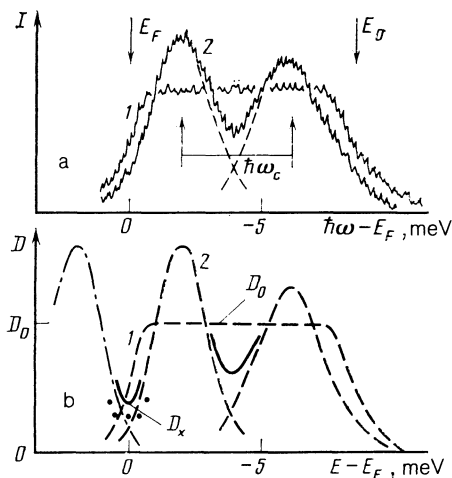 I
E_F
E_0
2
1
ħω_c
a
0
-5
ħω-E_F, meV
D
2
D_0
1
D_0
b
D_x
0
0
-5
E-E_F, meV